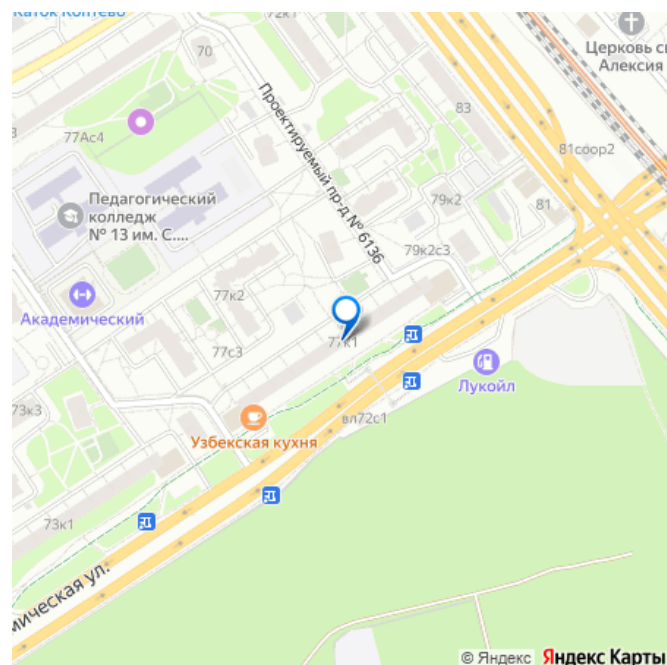 Каток Коптево
72к1
70
Церковь св
Алексия
77Ас4
83
81соор2
Проектируемый пр-д № 6136
Педагогический
колледж
№ 13 им. С....
79к2
81
79к2с3
Академический
77к2
77к1
77с3
Лукойл
73к3
Узбекская кухня
вл72с1
73к1
мическая ул.
© Яндекс Яндекс Карты